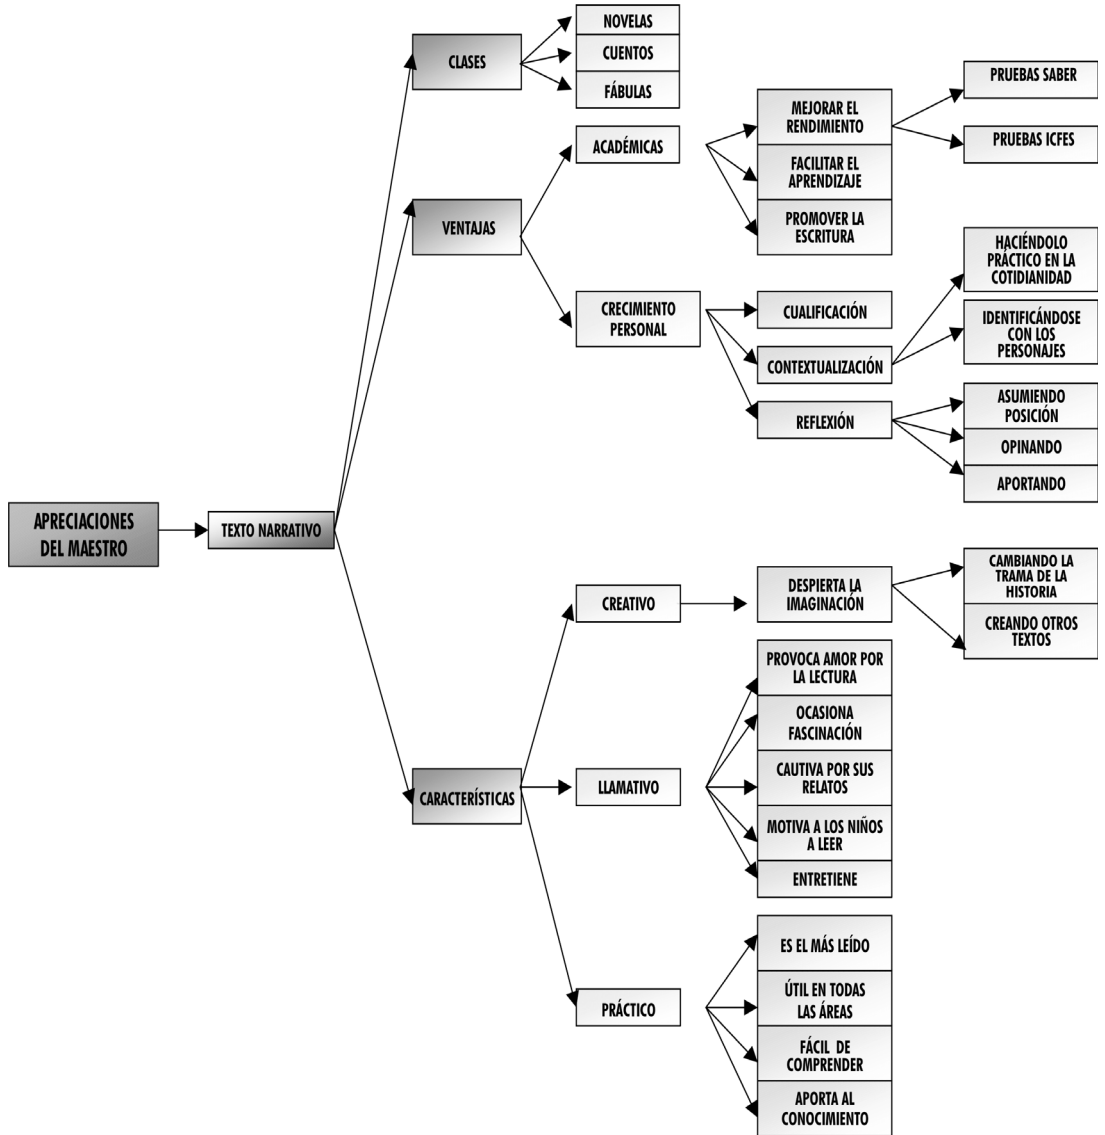 NOVELAS
CLASES
CUENTOS
FÁBULAS
PRUEBAS SABER
MEJORAR EL
RENDIMIENTO
PRUEBAS ICFES
ACADÉMICAS
FACILITAR EL
APRENDIZAJE
PROMOVER LA
ESCRITURA
VENTAJAS
HACIÉNDOLO
PRÁCTICO EN LA
COTIDIANIDAD
CRECIMIENTO
PERSONAL
CUALIFICACIÓN
IDENTIFICÁNDOSE
CON LOS
PERSONAJES
CONTEXTUALIZACIÓN
ASUMIENDO
POSICIÓN
REFLEXIÓN
OPINANDO
APORTANDO
APRECIACIONES
DEL MAESTRO
TEXTO NARRATIVO
CREATIVO
DESPIERTA LA
IMAGINACIÓN
CAMBIANDO LA
TRAMA DE LA
HISTORIA
CREANDO OTROS
TEXTOS
PROVOCA AMOR POR
LA LECTURA
OCASIONA
FASCINACIÓN
CARACTERÍSTICAS
LLAMATIVO
CAUTIVA POR SUS
RELATOS
MOTIVA A LOS NIÑOS
A LEER
ENTRETIENE
PRÁCTICO
ES EL MÁS LEÍDO
ÚTIL EN TODAS
LAS ÁREAS
FÁCIL DE
COMPRENDER
APORTA AL
CONOCIMIENTO